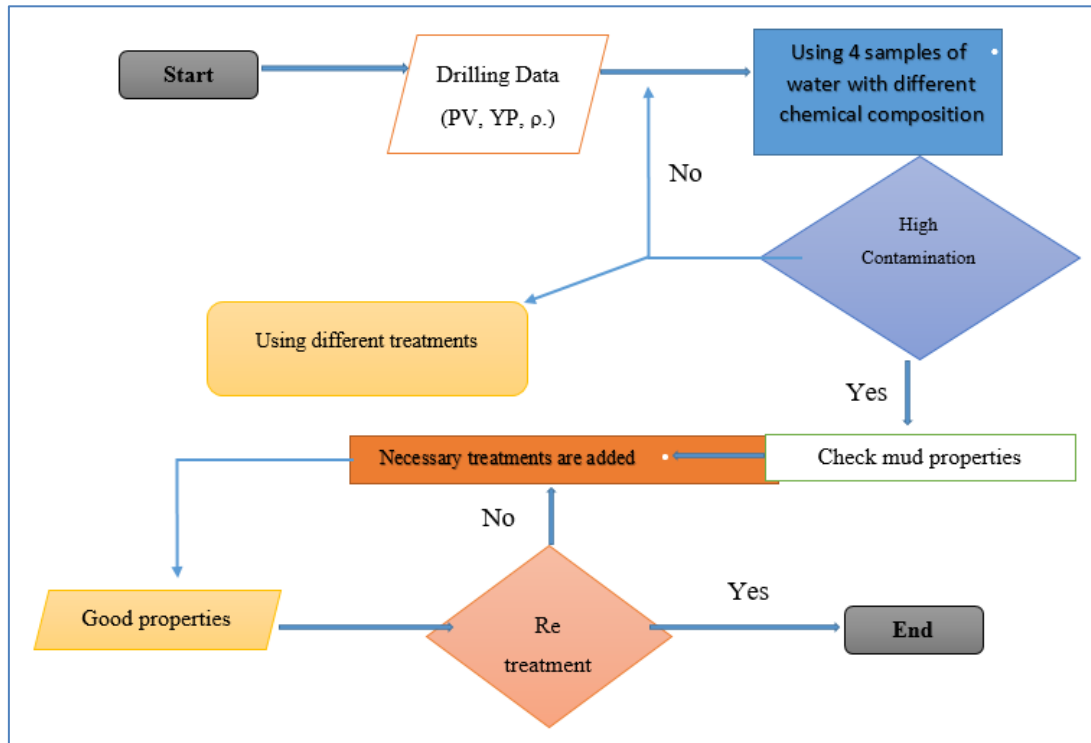 Start
Drilling Data
(PV, YP, ρ.)
Using 4 samples of
water with different
chemical composition
No
High
Contamination
Using different treatments
Yes
Necessary treatments are added
Check mud properties
No
Good properties
Re
treatment
Yes
End